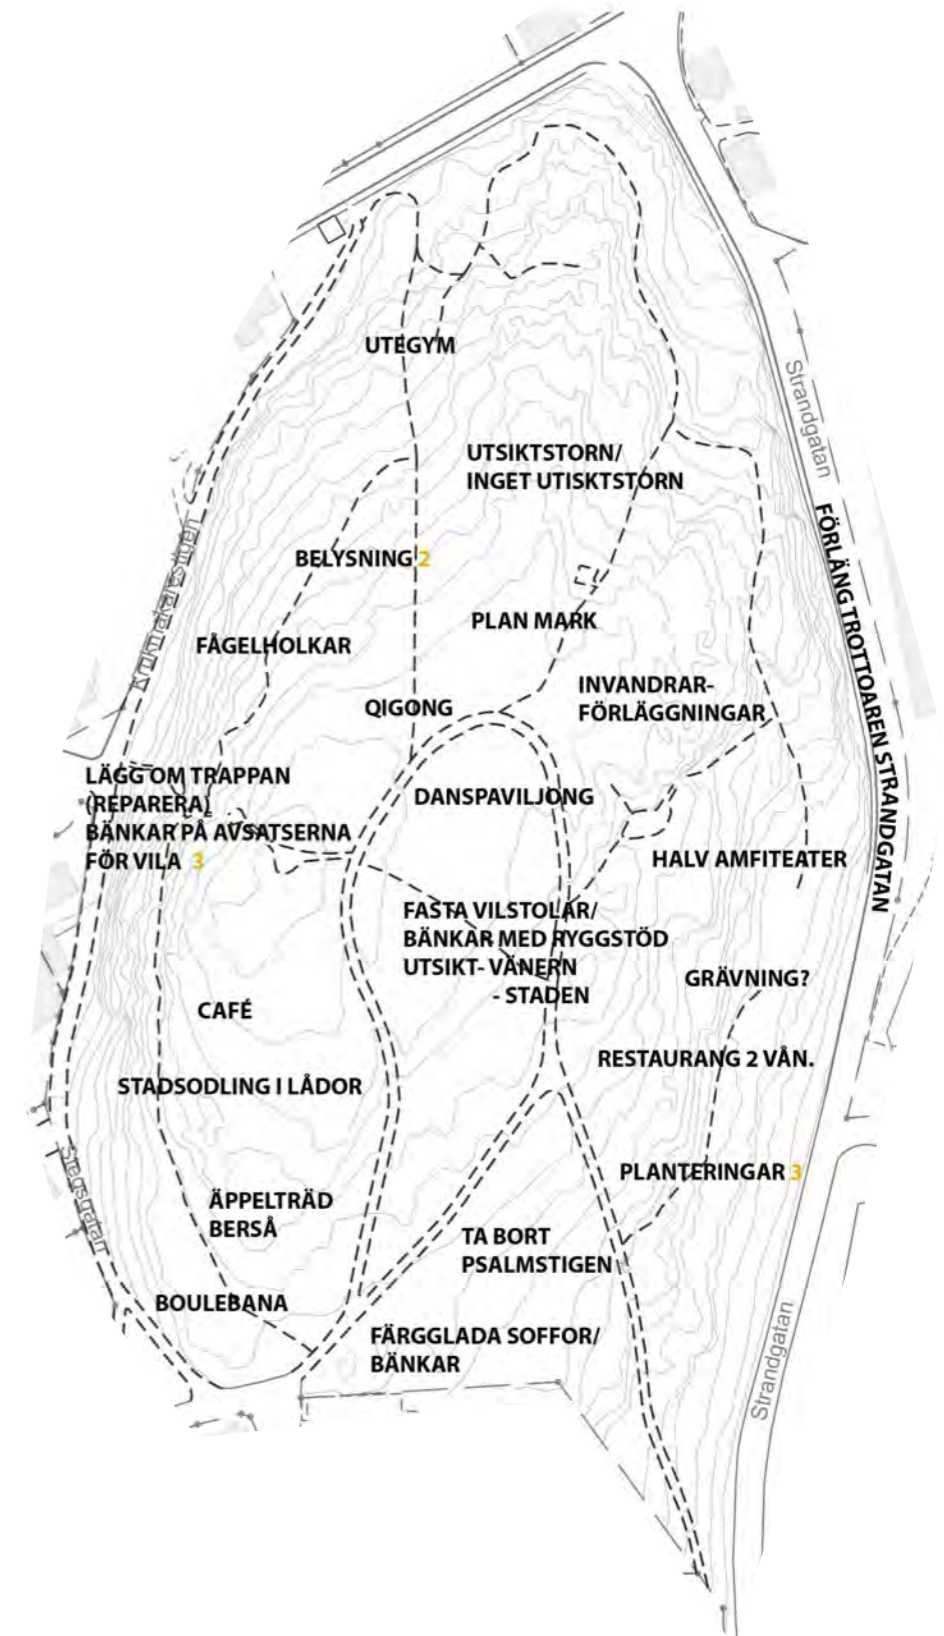 UTEGYM
Strandgatan
UTSIKTSTORN/
INGET UTISKTSTORN
FÖRLÄNG TROTTOAREN STRANDGATAN
BELYSNING 2
PLAN MARK
FÅGELHOLKAR
INVANDRAR-
FÖRLÄGGNINGAR
QIGONG
LÄGG OM TRAPPAN
(REPARERA)
BÄNKAR PÅ AVSATSERNA
FÖR VILA 3
DANSPAVILJONG
HALV AMFITEATER
FASTA VILSTOLAR/
BÄNKAR MED RYGGSTÖD
UTSIKT- VÄNERN
- STADEN
GRÄVNING?
CAFÉ
RESTAURANG 2 VÅN.
STADSODLING I LÅDOR
PLANTERINGAR 3
Stegsgatan
ÄPPELTRÄD
BERSÅ
TA BORT
PSALMSTIGEN
BOULEBANA
FÄRGGLADA SOFFOR/
BÄNKAR
Strandgatan